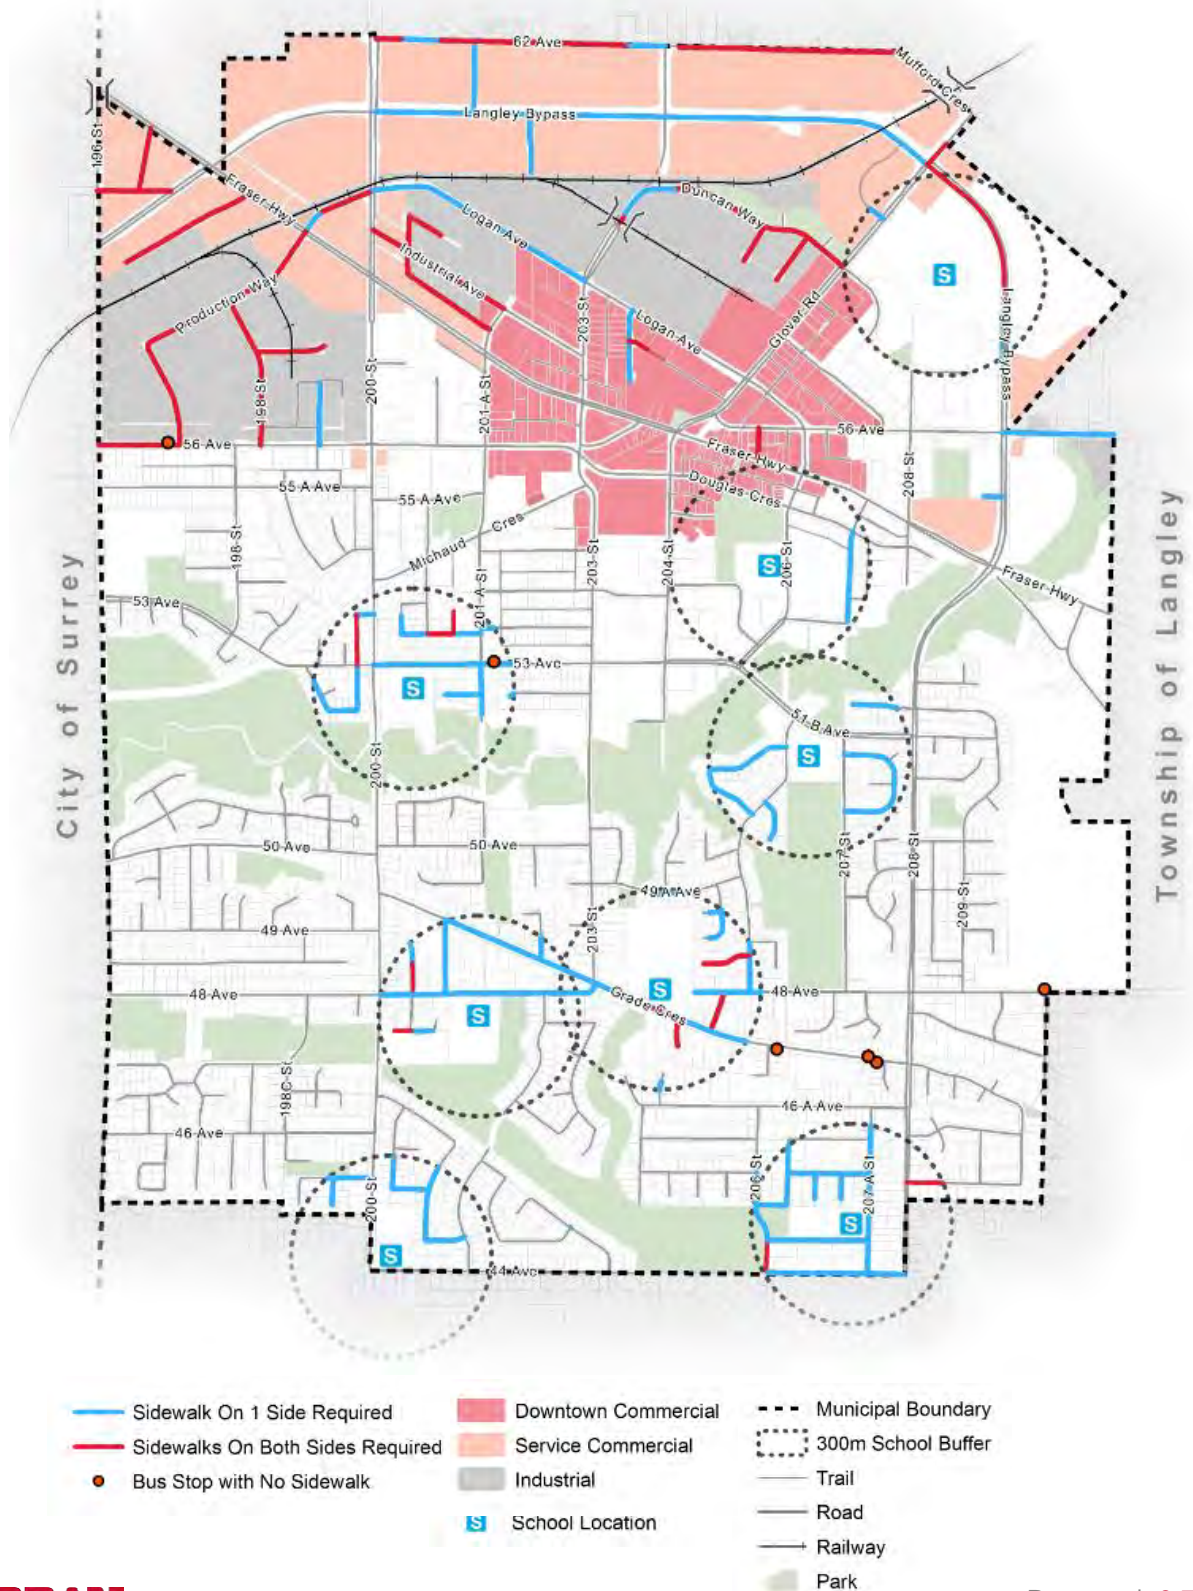 62 Ave
Mufford Cres
Langley Bypass
196 St
Fraser Hwy
Duncan Way
Logan Ave
Industrial Ave
Production Way
203 St
Logan Ave
Glover Rd
Langley Bypass
200 St
201 A St
198 St
56 Ave
56 Ave
Fraser Hwy
Douglas Cres
208 St
55 A Ave
55 A Ave
Michaud Cres
198 St
203 St
204 St
206 St
S
S
Fraser Hwy
201 A St
53 Ave
53 Ave
S
City of Surrey
Township of Langley
51 B Ave
S
200 St
50 Ave
50 Ave
207 St
208 St
49 A Ave
209 St
203 St
49 Ave
48 Ave
S
S
Grade Cres
48 Ave
198C St
46 A Ave
46 Ave
206 St
207 A St
200 St
S
S
44 Ave
Sidewalk On 1 Side Required
Sidewalks On Both Sides Required
Bus Stop with No Sidewalk
Downtown Commercial
Service Commercial
Industrial
S School Location
Municipal Boundary
300m School Buffer
Trail
Road
Railway
Park